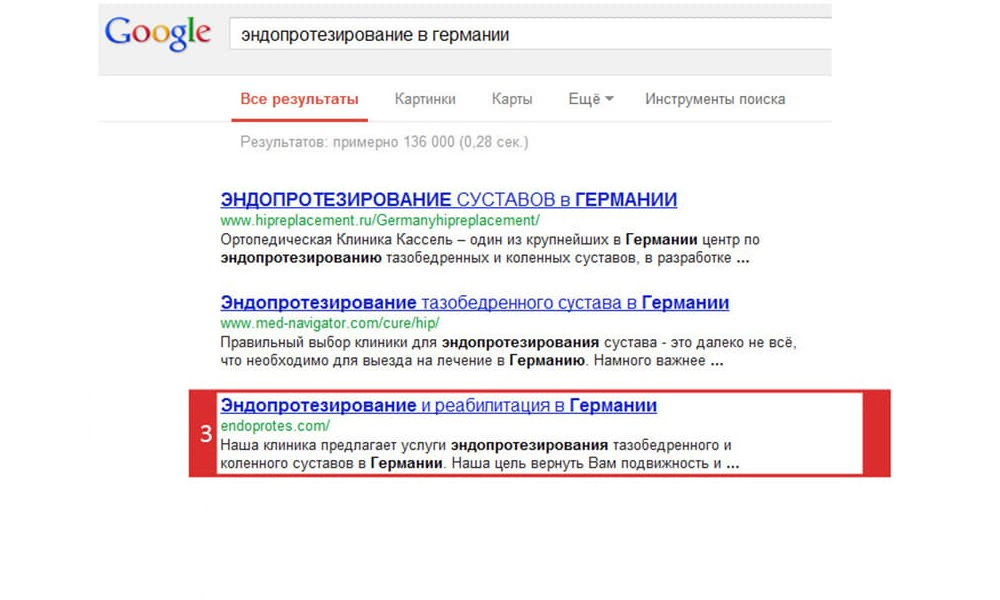 Google
эндопротезирование в германии
Все результаты Картинки Карты Ещё Инструменты поиска
Результатов: примерно 136 000 (0,28 сек.)
ЭНДОПРОТЕЗИРОВАНИЕ СУСТАВОВ в ГЕРМАНИИ
www.hipreplacement.ru/Germanyhipreplacement/
Ортопедическая Клиника Кассель – один из крупнейших в Германии центр по
эндопротезированию тазобедренных и коленных суставов, в разработке ...
Эндопротезирование тазобедренного сустава в Германии
www.med-navigator.com/cure/hip/
Правильный выбор клиники для эндопротезирования сустава - это далеко не всё,
что необходимо для выезда на лечение в Германию. Намного важнее ...
3
Эндопротезирование и реабилитация в Германии
endoprotes.com/
Наша клиника предлагает услуги эндопротезирования тазобедренного и
коленного суставов в Германии. Наша цель вернуть Вам подвижность и ...